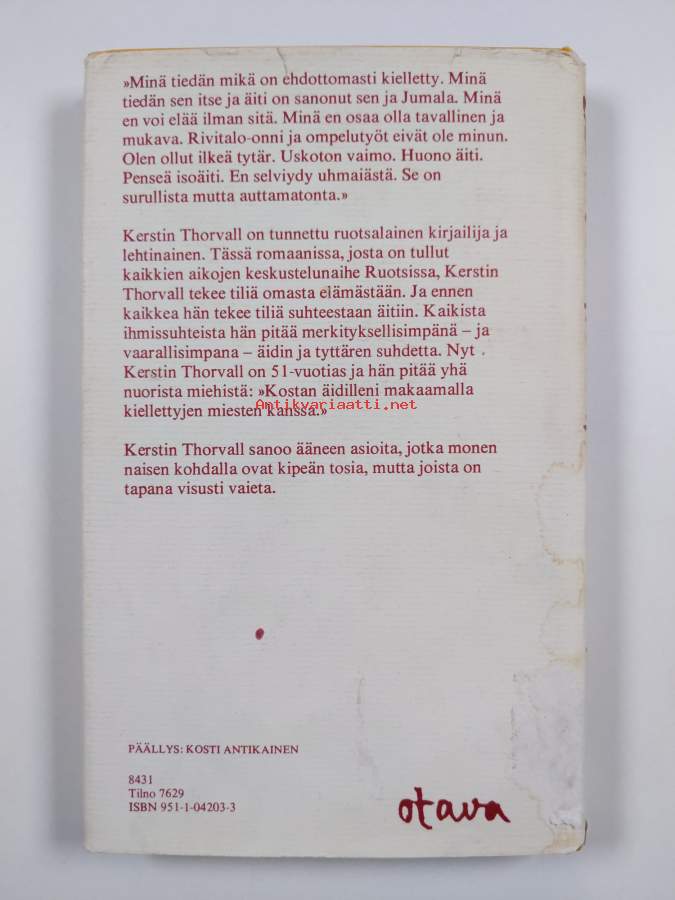 »Minä tiedän mikä on ehdottomasti kielletty. Minä
tiedän sen itse ja äiti on sanonut sen ja Jumala. Minä
en voi elää ilman sitä. Minä en osaa olla tavallinen ja
mukava. Rivitalo-onni ja ompelutyöt eivät ole minun.
Olen ollut ilkeä tytär. Uskoton vaimo. Huono äiti.
Penseä isoäiti. En selviydy uhmaiästä. Se on
surullista mutta auttamatonta.»
Kerstin Thorvall on tunnettu ruotsalainen kirjailija ja
lehtinainen. Tässä romaanissa, josta on tullut
kaikkien aikojen keskustelunaihe Ruotsissa, Kerstin
Thorvall tekee tiliä omasta elämästään. Ja ennen
kaikkea hän tekee tiliä suhteestaan äitiin. Kaikista
ihmissuhteista hän pitää merkityksellisimpänä – ja
vaarallisimpana – äidin ja tyttären suhdetta. Nyt
Kerstin Thorvall on 51-vuotias ja hän pitää yhä
nuorista miehistä: »Kostan äidilleni makaamalla
kiellettyjen miesten kanssa.»
Antikvariaatti.net
Kerstin Thorvall sanoo ääneen asioita, jotka monen
naisen kohdalla ovat kipeän tosia, mutta joista on
tapana visusti vaieta.
PÄÄLLYS: KOSTI ANTIKAINEN
8431
Tilno 7629
ISBN 951-1-04203-3
otava